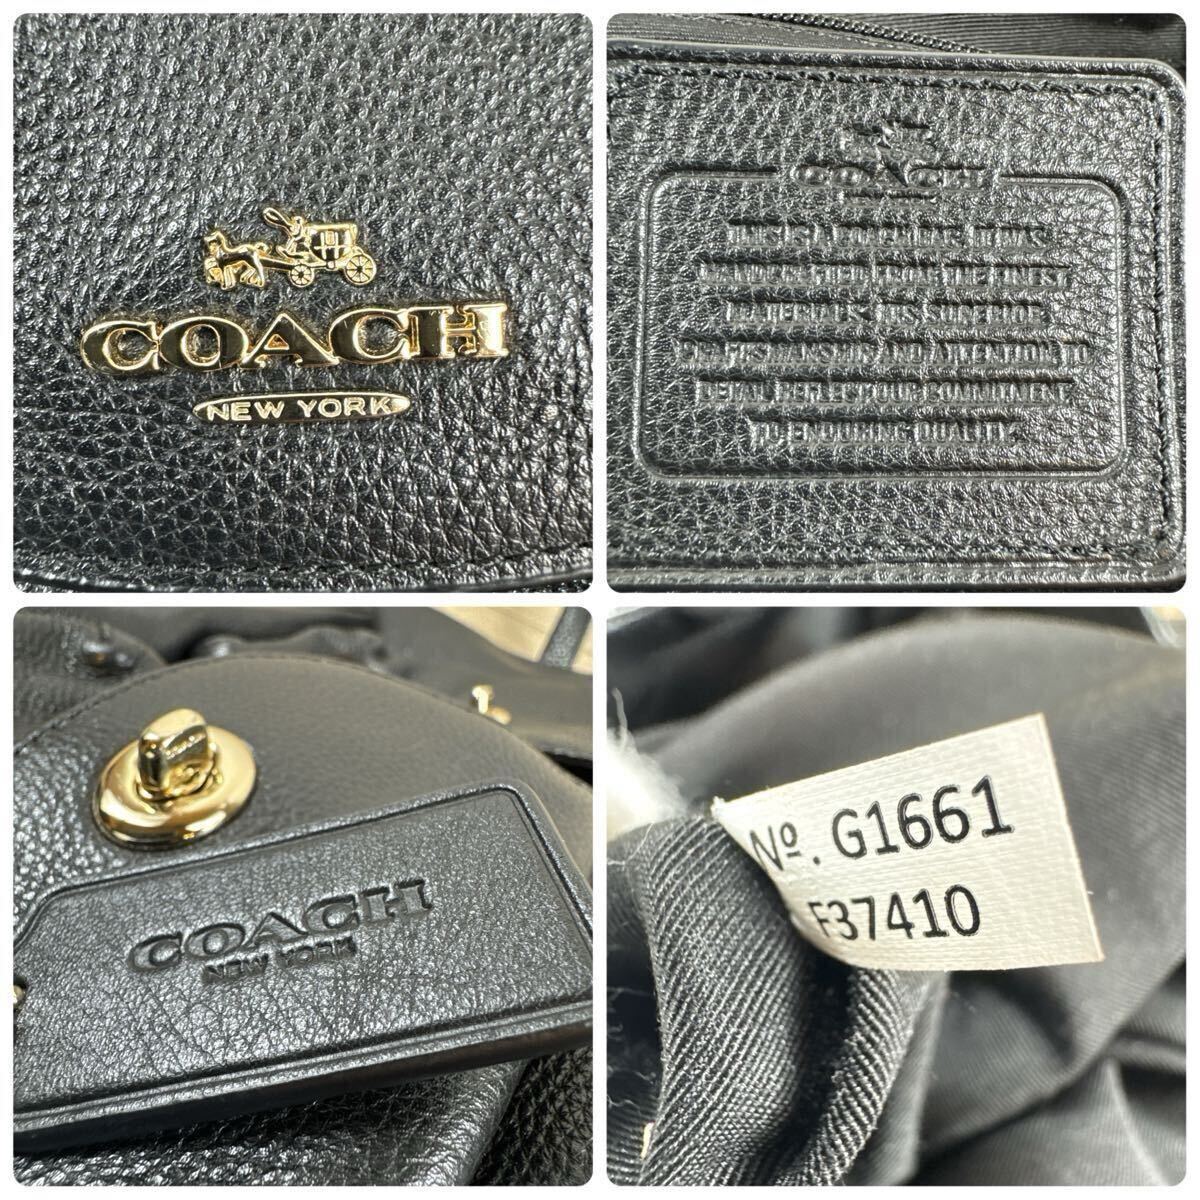 COACH
NEW YORK
COACH
THIS IS A COACH BAG. IT WAS
HANDCRAFTED FROM THE FINEST
MATERIALS. ITS SUPERIOR
CRAFTSMANSHIP AND ATTENTION TO
DETAIL REFLECT OUR COMMITMENT
TO ENDURING QUALITY.
COACH
NEW YORK
Nº. G1661
F37410